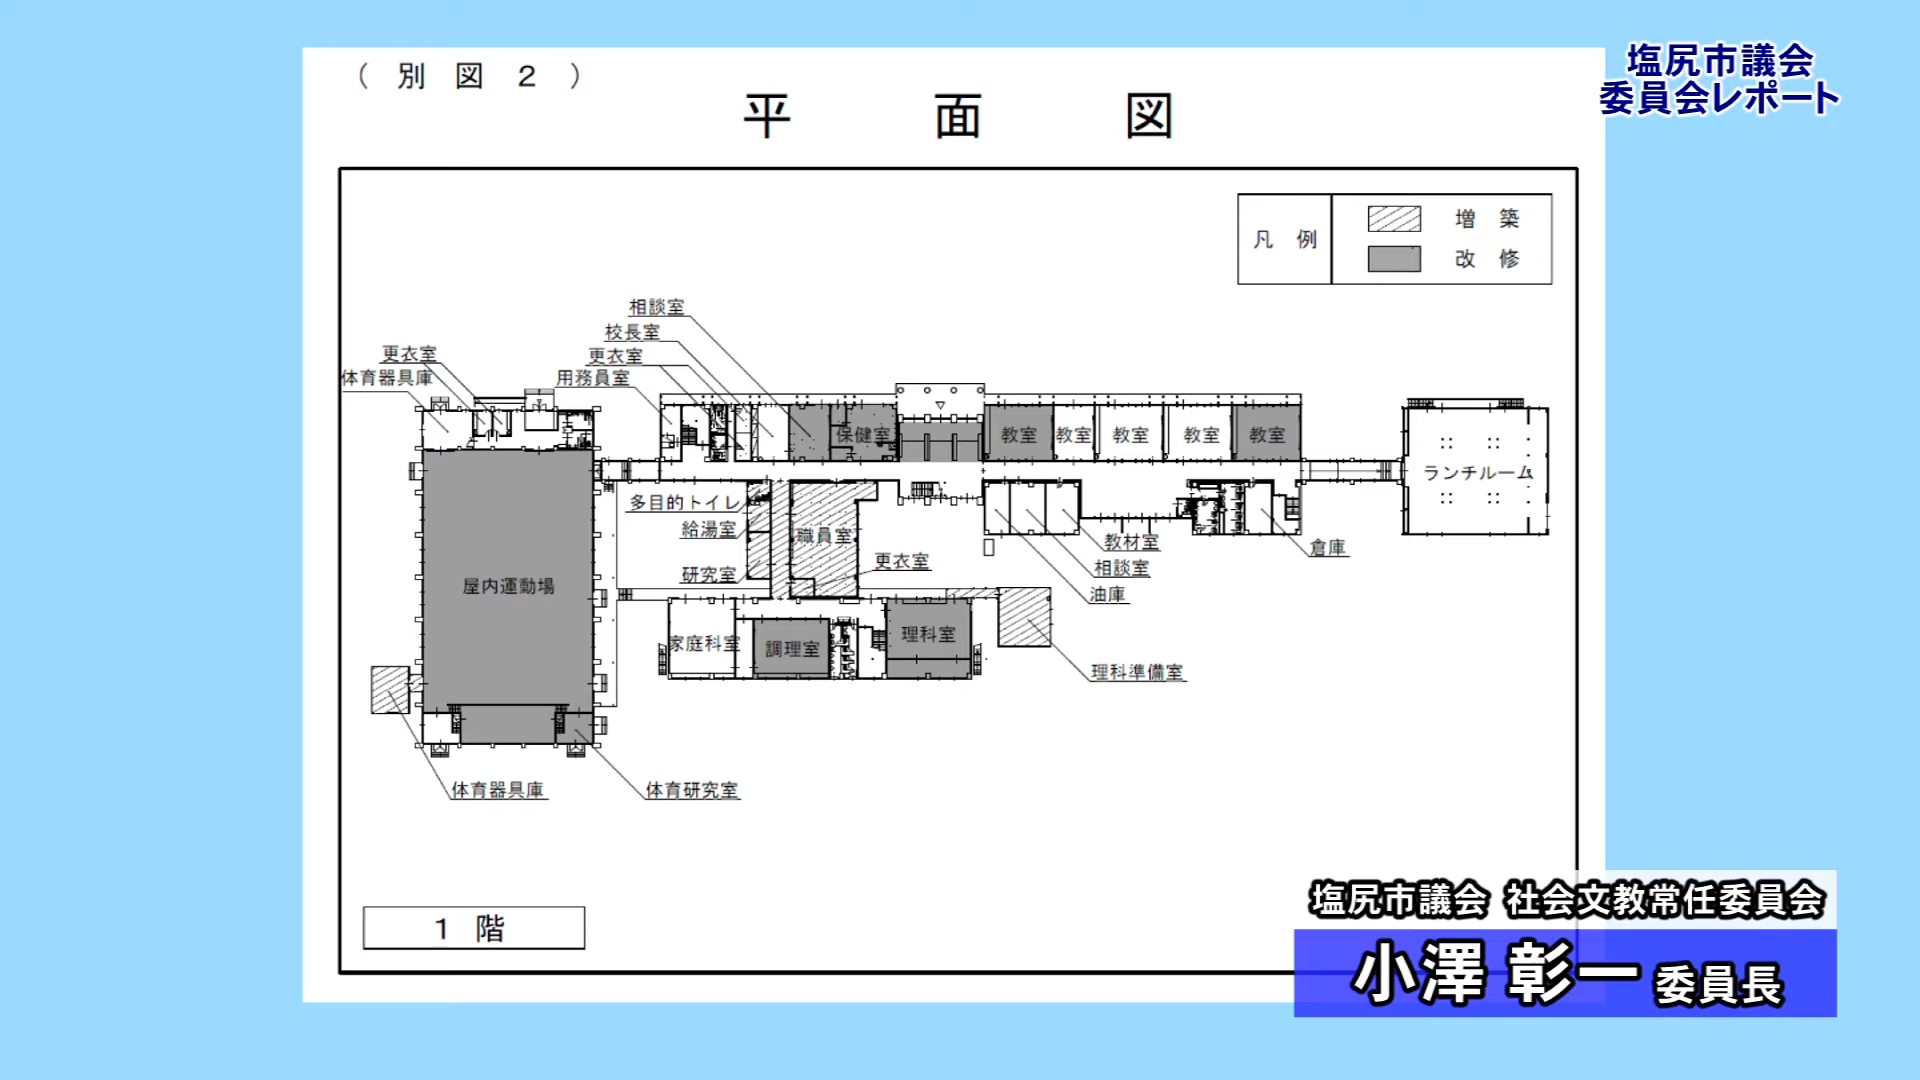 (別図2)
塩尻市議会
委員会レポート
平面図
凡例
増築
改修
相談室
校長室
更衣室
用務員室
更衣室
体育器具庫
保健室
教室
教室
教室
教室
教室
ランチルーム
多目的トイレ
給湯室
職員室
研究室
更衣室
教材室
相談室
油庫
倉庫
屋内運動場
家庭科室
調理室
理科室
理科準備室
体育器具庫
体育研究室
1階
塩尻市議会 社会文教常任委員会
小澤 彰一 委員長